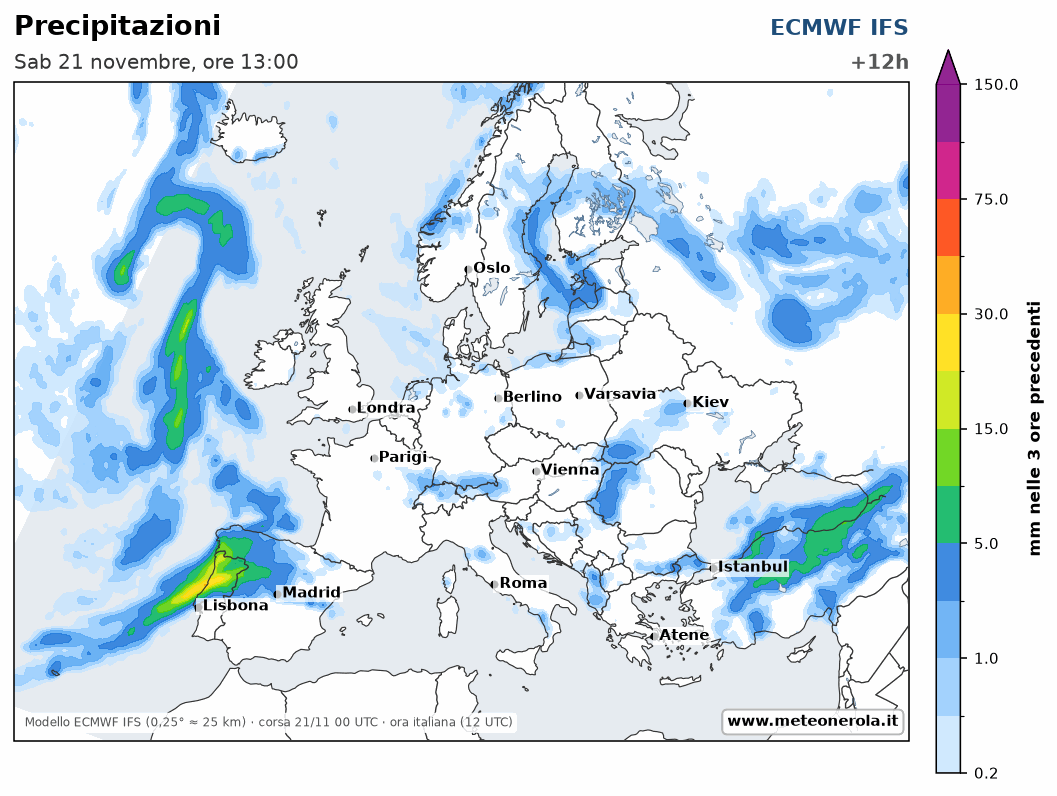 Precipitazioni
ECMWF IFS
Sab 21 novembre, ore 13:00
+12h
150.0
75.0
30.0
15.0
5.0
1.0
0.2
mm nelle 3 ore precedenti
Oslo
Londra
Berlino
Varsavia
Kiev
Parigi
Vienna
Istanbul
Roma
Madrid
Lisbona
Atene
Modello ECMWF IFS (0,25° ≈ 25 km) · corsa 21/11 00 UTC · ora italiana (12 UTC)
www.meteonerola.it